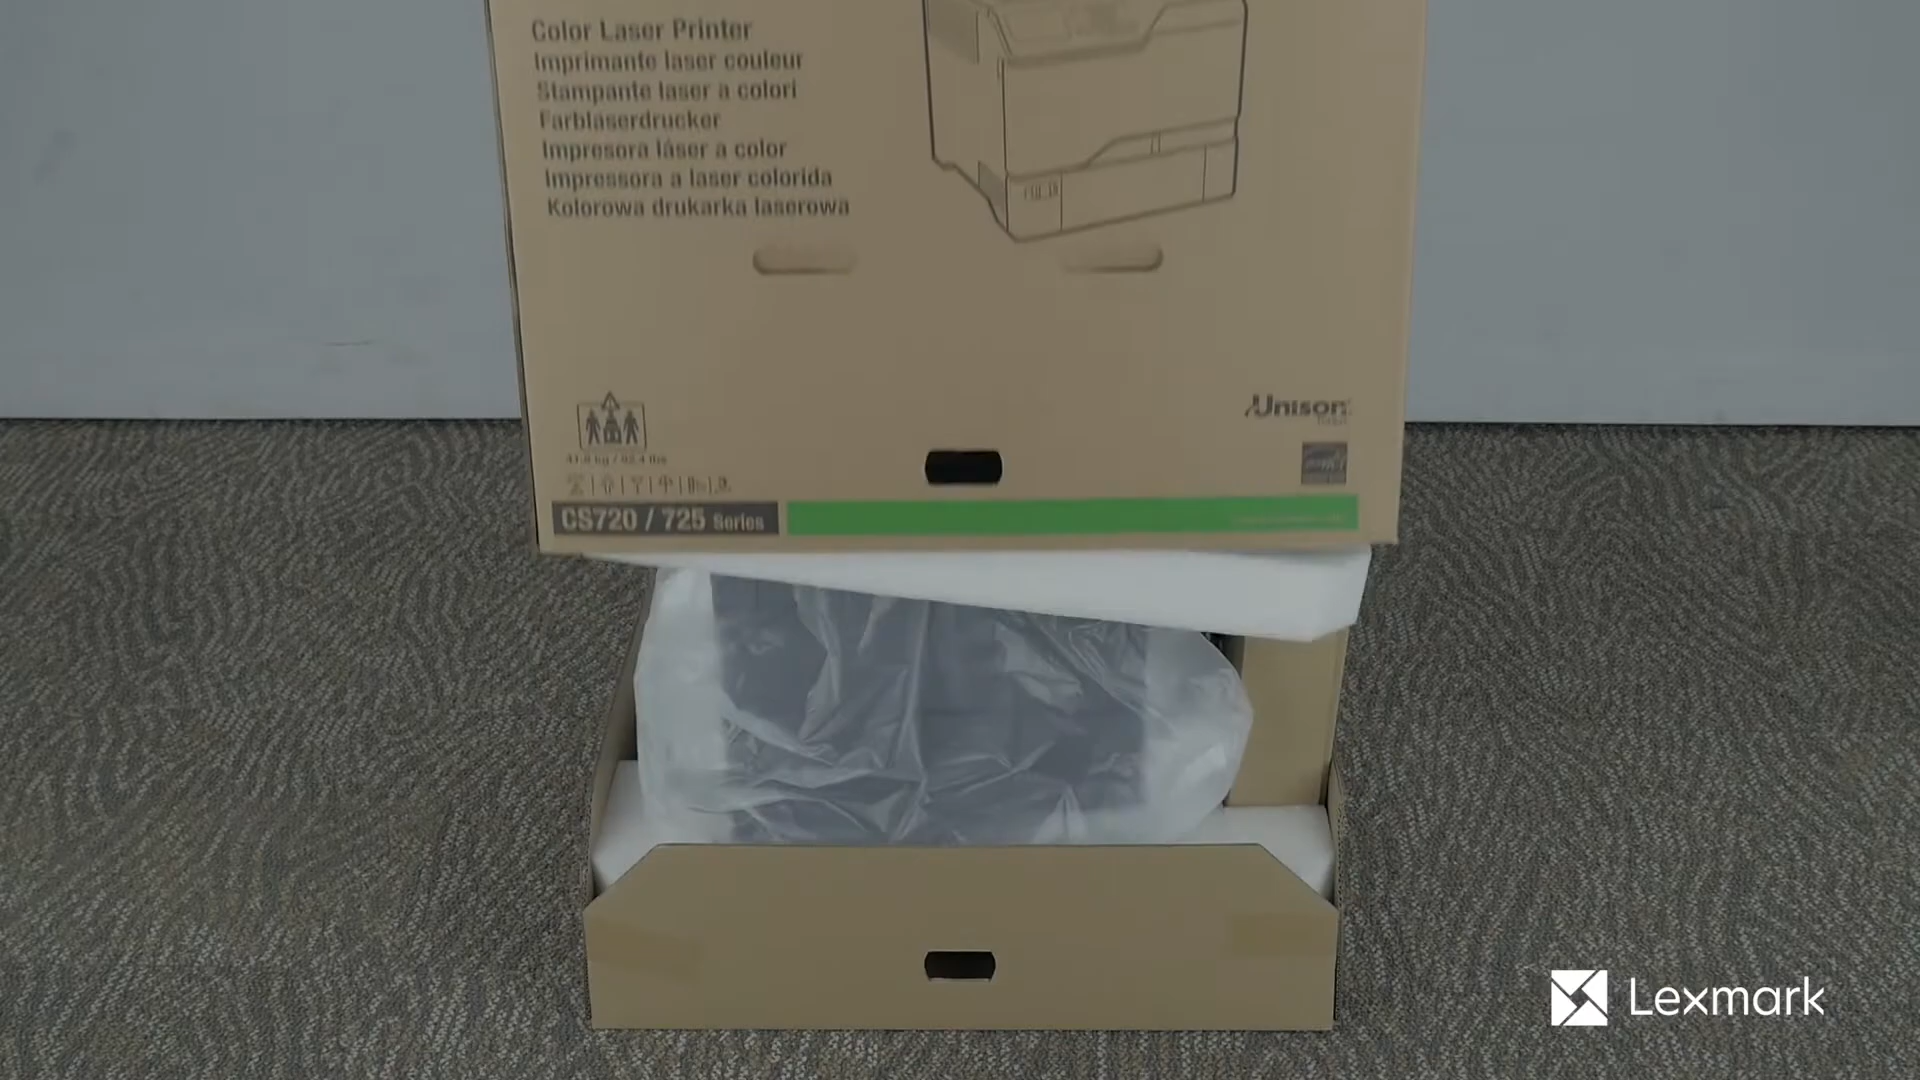 Color Laser Printer
Imprimante laser couleur
Stampante laser a colori
Farblaserdrucker
Impresora láser a color
Impressora a laser colorida
Kolorowa drukarka laserowa
Unison
CS720 / 725 Series
Lexmark